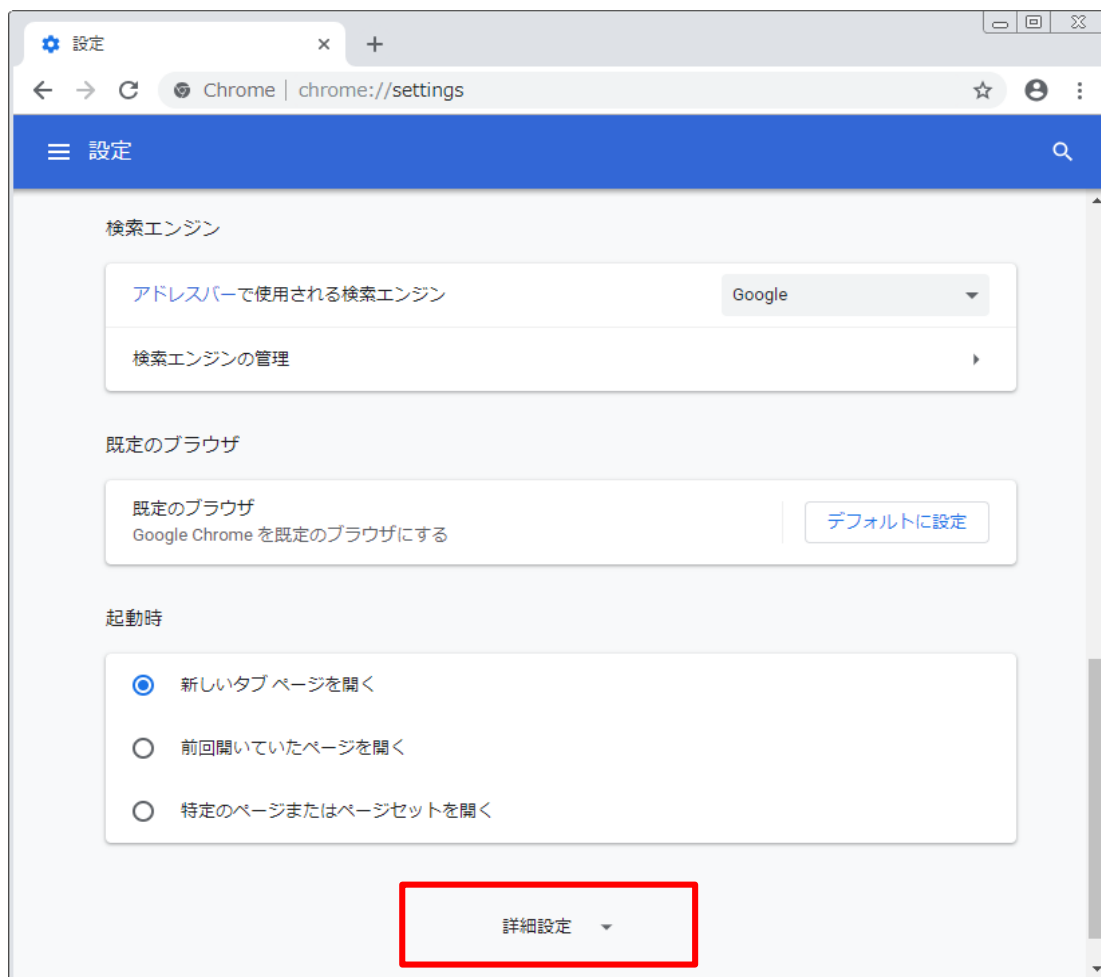 設定
Chrome | chrome://settings
設定
検索エンジン
アドレスバーで使用される検索エンジン Google
検索エンジンの管理
既定のブラウザ
既定のブラウザ デフォルトに設定
Google Chrome を既定のブラウザにする
起動時
新しいタブ ページを開く
前回開いていたページを開く
特定のページまたはページセットを開く
詳細設定